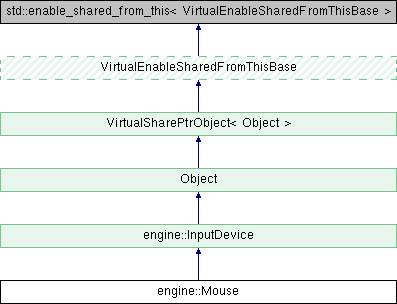 std::enable_shared_from_this< VirtualEnableSharedFromThisBase >
VirtualEnableSharedFromThisBase
VirtualSharePtrObject< Object >
Object
engine::InputDevice
engine::Mouse